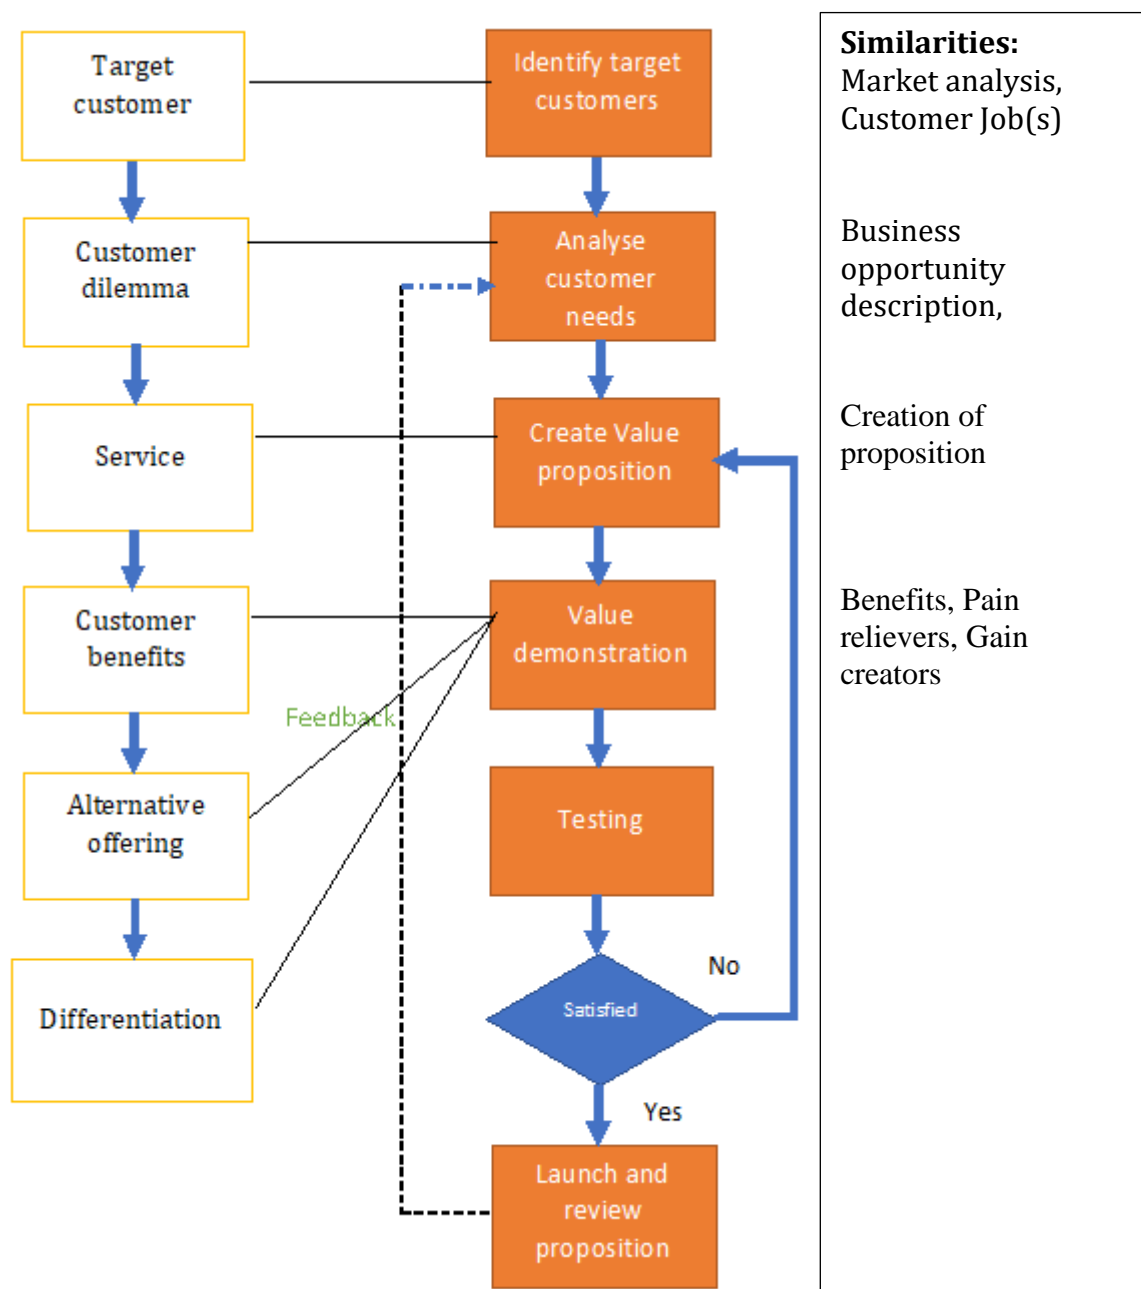 Target
customer
Customer
dilemma
Service
Customer
benefits
Alternative
offering
Differentiation
Feedback
Identify target
customers
Analyse
customer
needs
Create Value
proposition
Value
demonstration
Testing
Satisfied
No
Yes
Launch and
review
proposition
Similarities:
Market analysis,
Customer Job(s)
Business
opportunity
description,
Creation of
proposition
Benefits, Pain
relievers, Gain
creators